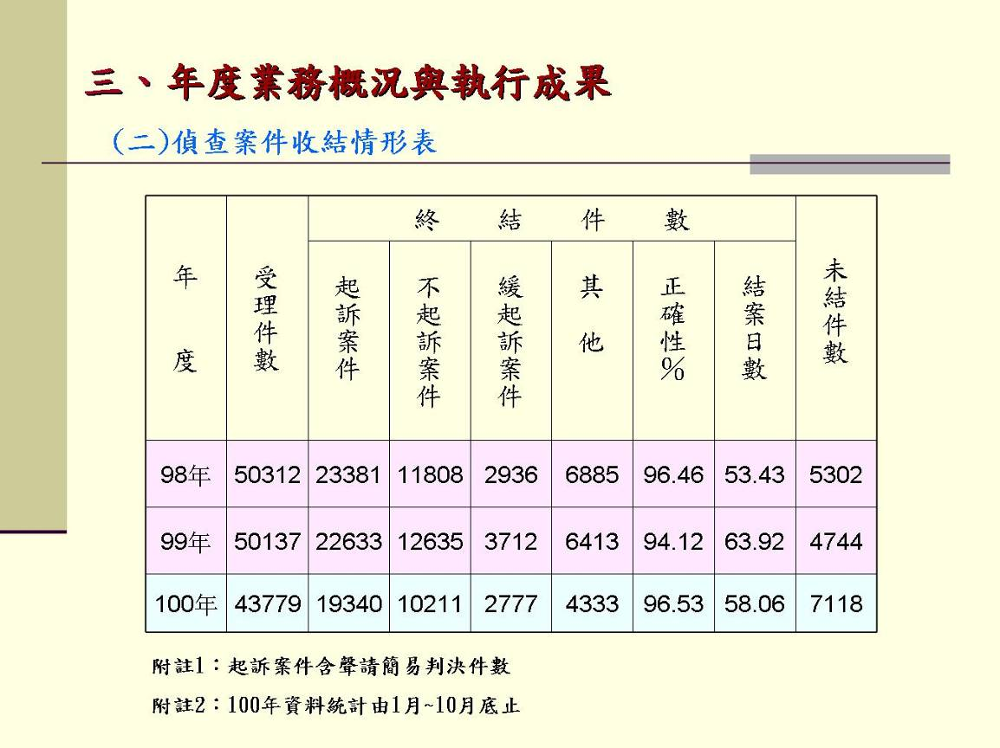 三、年度業務概況與執行成果
(二)偵查案件收結情形表
年度 受理件數 終結件數 未結件數
起訴案件 不起訴案件 緩起訴案件 其他 正確性% 結案日數
98年 50312 23381 11808 2936 6885 96.46 53.43 5302
99年 50137 22633 12635 3712 6413 94.12 63.92 4744
100年 43779 19340 10211 2777 4333 96.53 58.06 7118
附註1：起訴案件含聲請簡易判決件數
附註2：100年資料統計由1月~10月底止